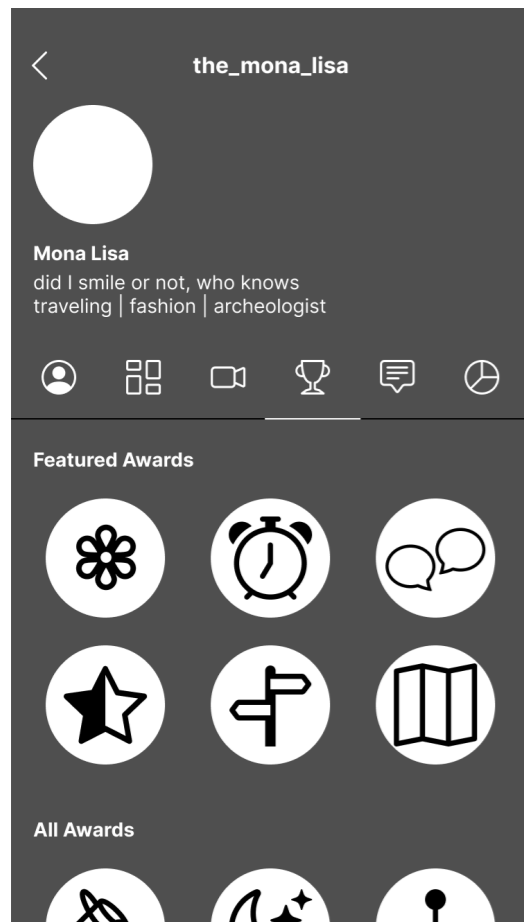 the_mona_lisa
Mona Lisa
did I smile or not, who knows
traveling | fashion | archeologist
Featured Awards
All Awards